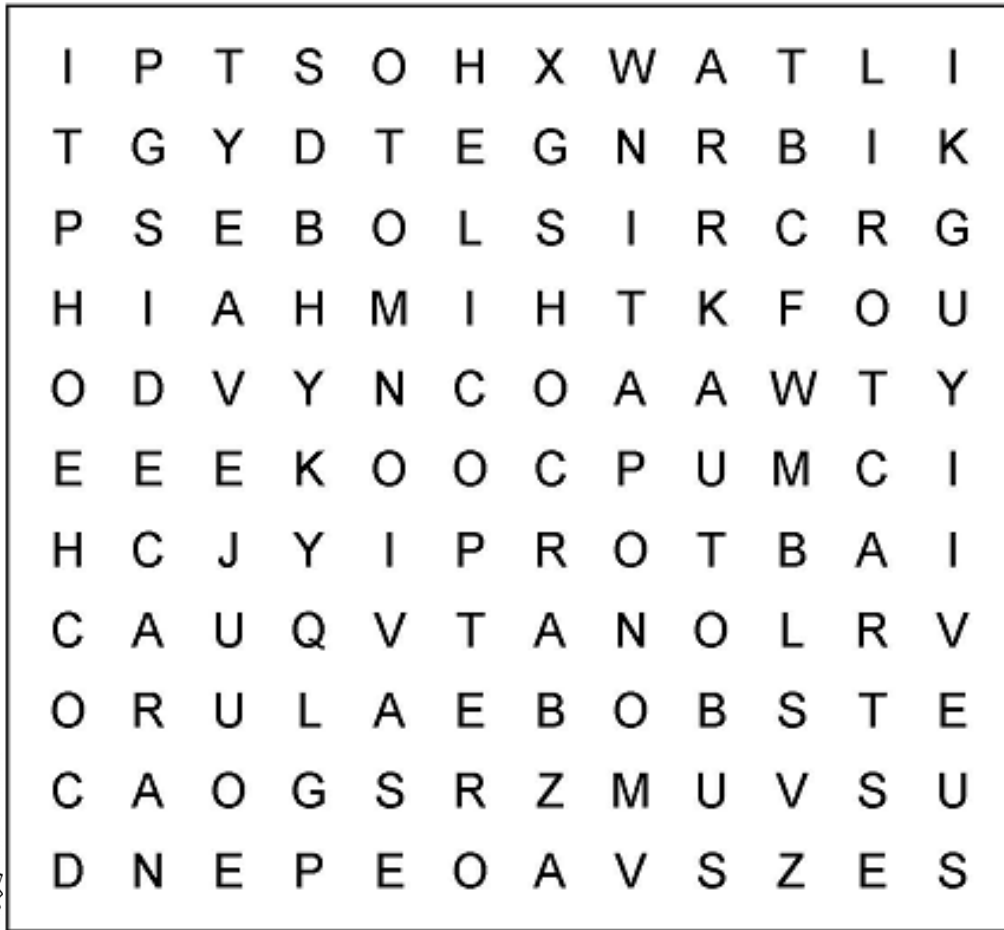 I P T S O H X W A T L I
T G Y D T E G N R B I K
P S E B O L S I R C R G
H I A H M I H T K F O U
O D V Y N C O A A W T Y
E E E K O O C P U M C I
H C J Y I P R O T B A I
C A U Q V T A N O L R V
O R U L A E B O B S T E
C A O G S R Z M U V S U
D N E P E O A V S Z E S